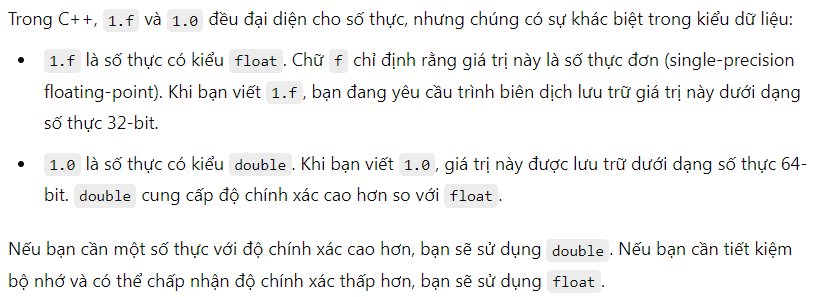 Trong C++, 1.f và 1.0 đều đại diện cho số thực, nhưng chúng có sự khác biệt trong kiểu dữ liệu:
• 1.f là số thực có kiểu float. Chữ f chỉ định rằng giá trị này là số thực đơn (single-precision
floating-point). Khi bạn viết 1.f, bạn đang yêu cầu trình biên dịch lưu trữ giá trị này dưới dạng
số thực 32-bit.
• 1.0 là số thực có kiểu double. Khi bạn viết 1.0, giá trị này được lưu trữ dưới dạng số thực 64-
bit. double cung cấp độ chính xác cao hơn so với float.
Nếu bạn cần một số thực với độ chính xác cao hơn, bạn sẽ sử dụng double. Nếu bạn cần tiết kiệm
bộ nhớ và có thể chấp nhận độ chính xác thấp hơn, bạn sẽ sử dụng float.